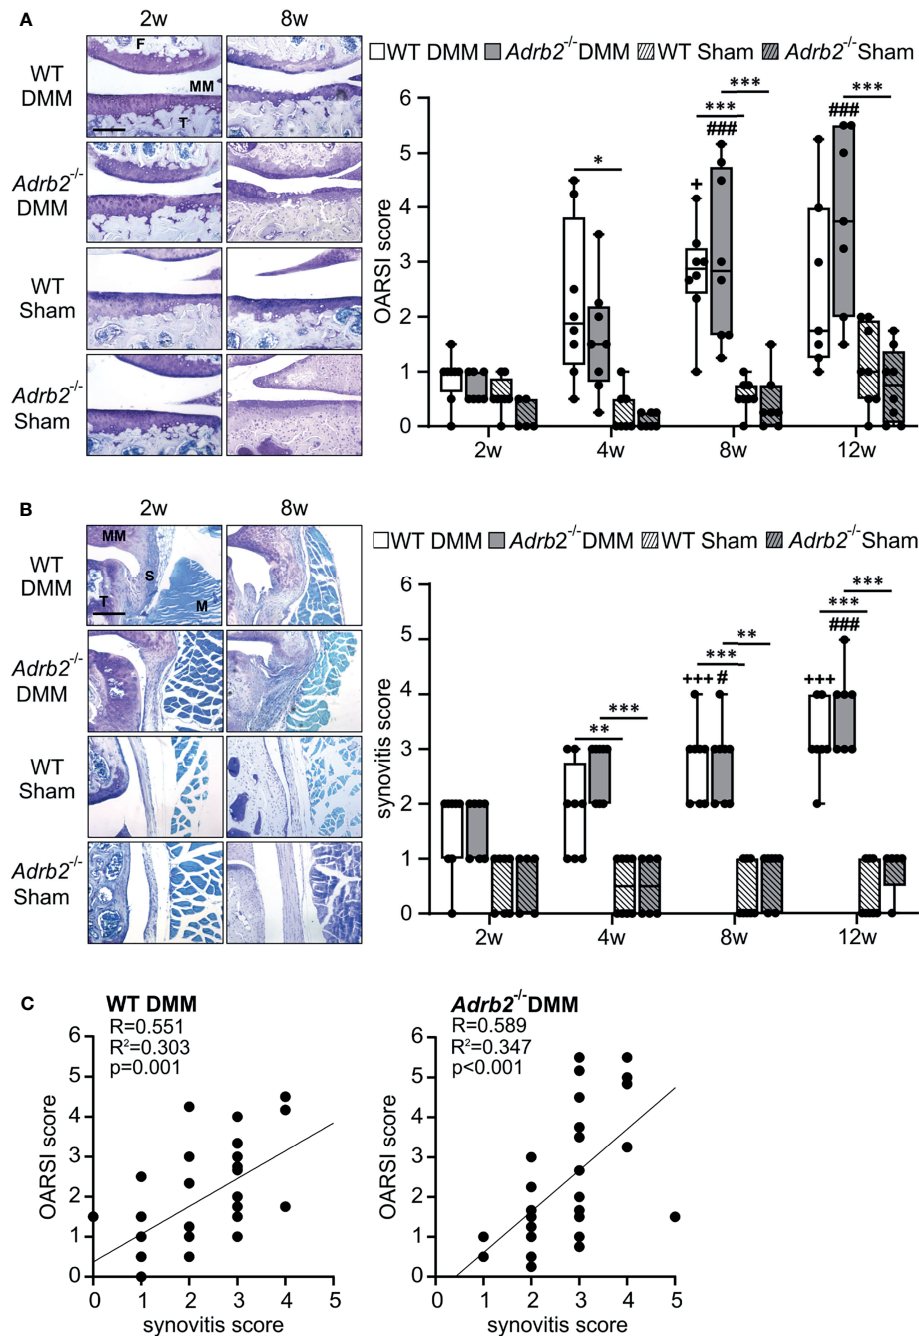 A
2w 8w
WT DMM
F
MM
T
Adrb2-/- DMM
WT Sham
Adrb2-/- Sham
WT DMM Adrb2-/-DMM WT Sham Adrb2-/-Sham
OARSI score
6
5
4
3
2
1
0
*
+
***
###
***
###
***
2w 4w 8w 12w
B
2w 8w
WT DMM
MM
S
T
M
Adrb2-/- DMM
WT Sham
Adrb2-/- Sham
WT DMM Adrb2-/-DMM WT Sham Adrb2-/-Sham
synovitis score
6
5
4
3
2
1
0
**
***
+++
#
***
**
+++
###
***
***
2w 4w 8w 12w
C
WT DMM
R=0.551
R²=0.303
p=0.001
OARSI score
6
5
4
3
2
1
0
0 1 2 3 4 5
synovitis score
Adrb2-/-DMM
R=0.589
R²=0.347
p<0.001
OARSI score
6
5
4
3
2
1
0
0 1 2 3 4 5
synovitis score